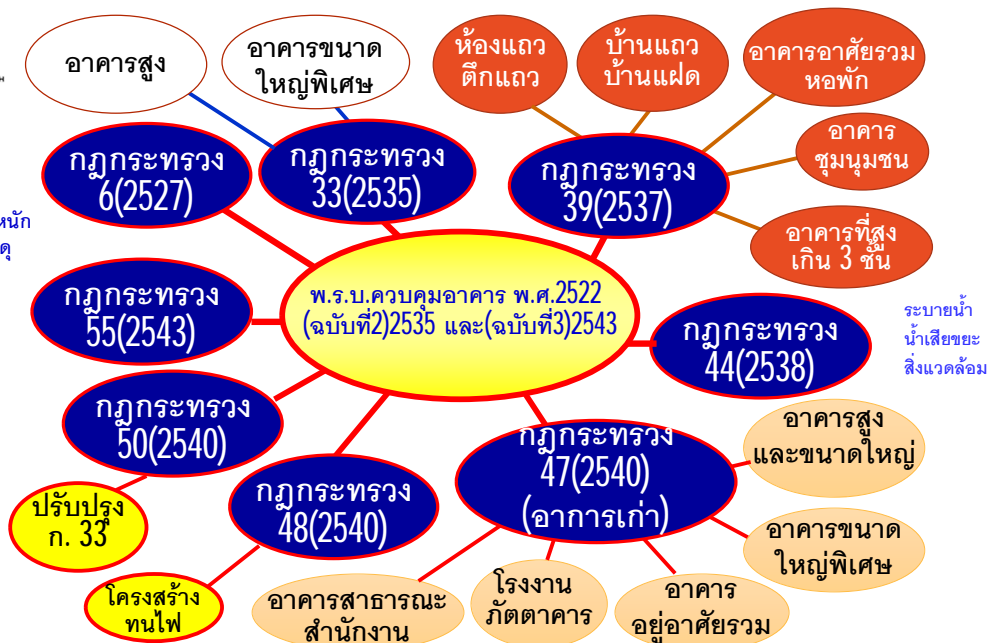 อาคารสูง
อาคารขนาด
ใหญ่พิเศษ
ห้องแถว
ตึกแถว
บ้านแถว
บ้านแฝด
อาคารอาศัยรวม
หอพัก
อาคาร
ชุมนุมชน
อาคารที่สูง
เกิน 3 ชั้น
กฎกระทรวง
6(2527)
กฎกระทรวง
33(2535)
กฎกระทรวง
39(2537)
กฎกระทรวง
55(2543)
พ.ร.บ.ควบคุมอาคาร พ.ศ.2522
(ฉบับที่2)2535 และ(ฉบับที่3)2543
กฎกระทรวง
44(2538)
ระบายน้ำ
น้ำเสียขยะ
สิ่งแวดล้อม
กฎกระทรวง
50(2540)
ปรับปรุง
ก. 33
กฎกระทรวง
48(2540)
โครงสร้าง
ทนไฟ
กฎกระทรวง
47(2540)
(อาการเก่า)
อาคารสูง
และขนาดใหญ่
อาคารขนาด
ใหญ่พิเศษ
อาคาร
อยู่อาศัยรวม
โรงงาน
ภัตตาคาร
อาคารสาธารณะ
สำนักงาน